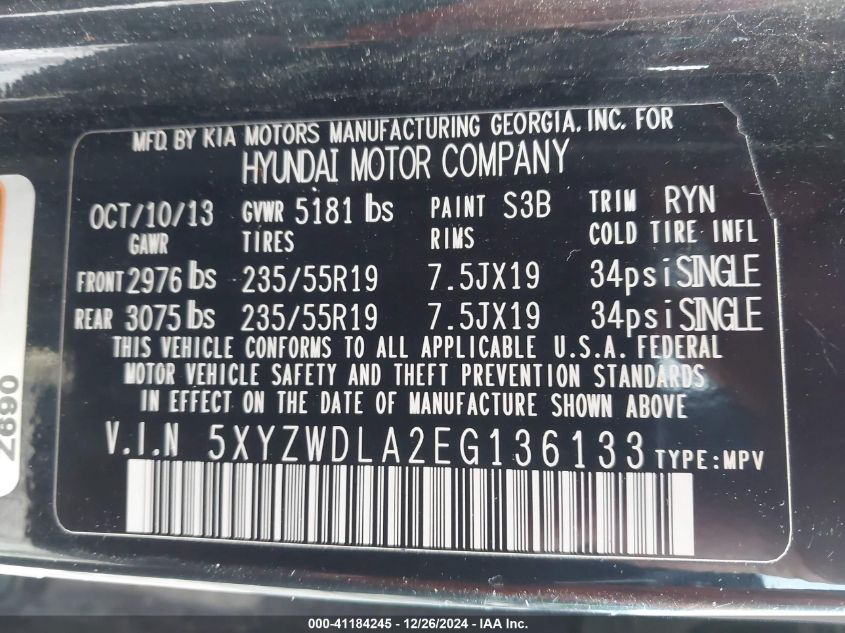 MFD. BY KIA MOTORS MANUFACTURING GEORGIA, INC. FOR
HYUNDAI MOTOR COMPANY
OCT/10/13 GVWR 5181 lbs PAINT S3B TRIM RYN
GAWR TIRES RIMS COLD TIRE INFL
FRONT 2976 lbs 235/55R19 7.5JX19 34psi SINGLE
REAR 3075 lbs 235/55R19 7.5JX19 34psi SINGLE
THIS VEHICLE CONFORMS TO ALL APPLICABLE U.S.A. FEDERAL
MOTOR VEHICLE SAFETY AND THEFT PREVENTION STANDARDS
IN EFFECT ON THE DATE OF MANUFACTURE SHOWN ABOVE
V.I.N 5XYZWDLA2EG136133 TYPE:MPV
2690
000-41184245 - 12/26/2024 - IAA Inc.